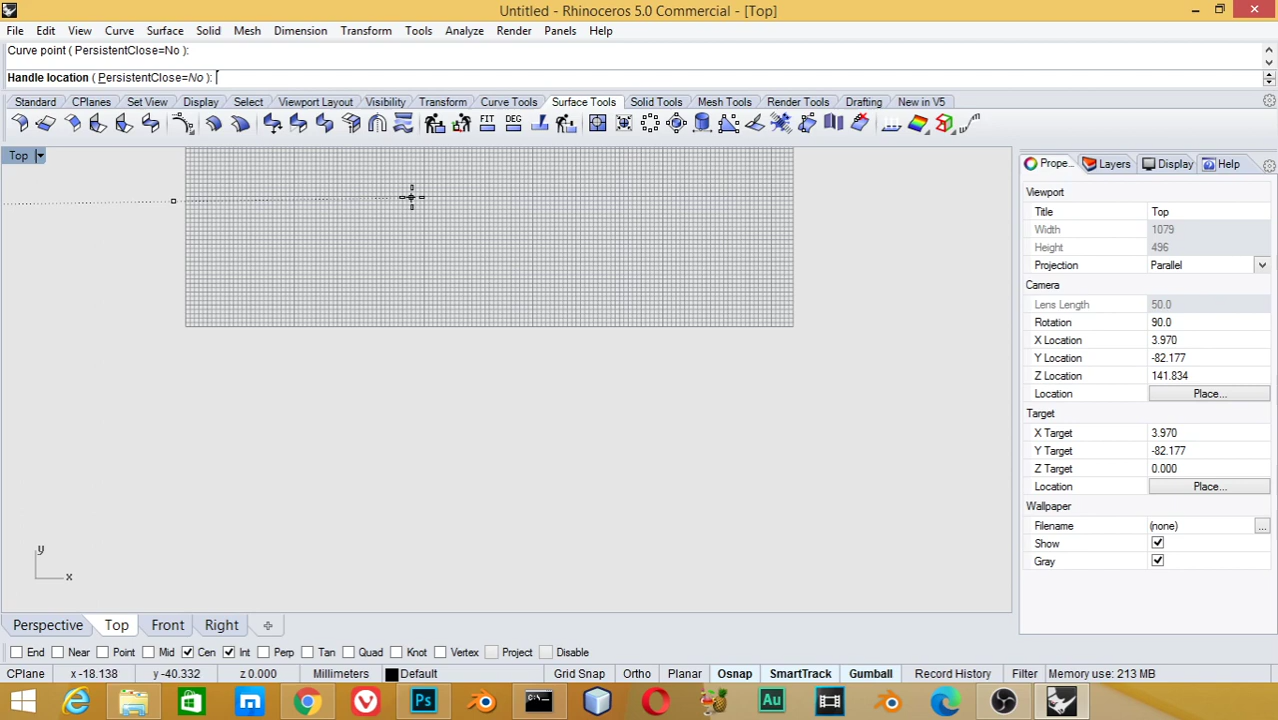 Untitled - Rhinoceros 5.0 Commercial - [Top]
File Edit View Curve Surface Solid Mesh Dimension Transform Tools Analyze Render Panels Help
Curve point ( PersistentClose=No ):
Handle location ( PersistentClose=No ):
Standard CPlanes Set View Display Select Viewport Layout Visibility Transform Curve Tools Surface Tools Solid Tools Mesh Tools Render Tools Drafting New in V5
FIT DEG
Top
Prope... Layers Display Help
Viewport
Title Top
Width 1079
Height 496
Projection Parallel
Camera
Lens Length 50.0
Rotation 90.0
X Location 3.970
Y Location -82.177
Z Location 141.834
Location Place...
Target
X Target 3.970
Y Target -82.177
Z Target 0.000
Location Place...
Wallpaper
Filename (none) ...
Show
Gray
y
x
Perspective Top Front Right
End Near Point Mid Cen Int Perp Tan Quad Knot Vertex Project Disable
CPlane x -18.138 y -40.332 z 0.000 Millimeters Default Grid Snap Ortho Planar Osnap SmartTrack Gumball Record History Filter Memory use: 213 MB
Ps Au